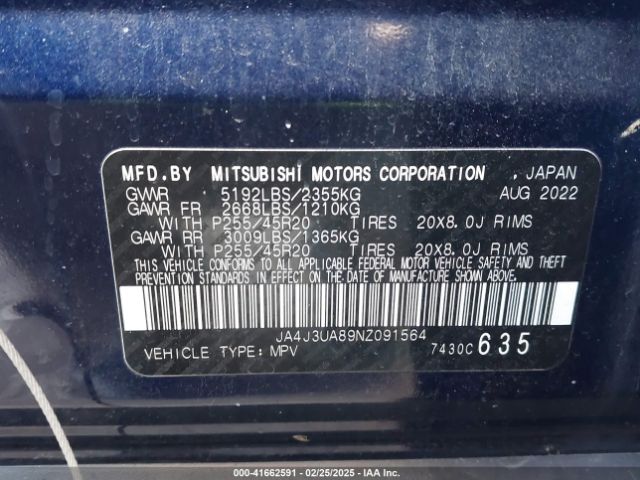 MFD.BY MITSUBISHI MOTORS CORPORATION , JAPAN
GVWR 5192LBS/2355KG AUG 2022
GAWR FR 2668LBS/1210KG
WITH P255/45R20 TIRES 20X8.0J RIMS
GAWR RR 3009LBS/1365KG
WITH P255/45R20 TIRES 20X8.0J RIMS
THIS VEHICLE CONFORMS TO ALL APPLICABLE FEDERAL MOTOR VEHICLE SAFETY AND THEFT
PREVENTION STANDARDS IN EFFECT ON THE DATE OF MANUFACTURE SHOWN ABOVE.
JA4J3UA89NZ091564
VEHICLE TYPE:MPV 7430C 635
000-41662591 - 02/25/2025 - IAA Inc.